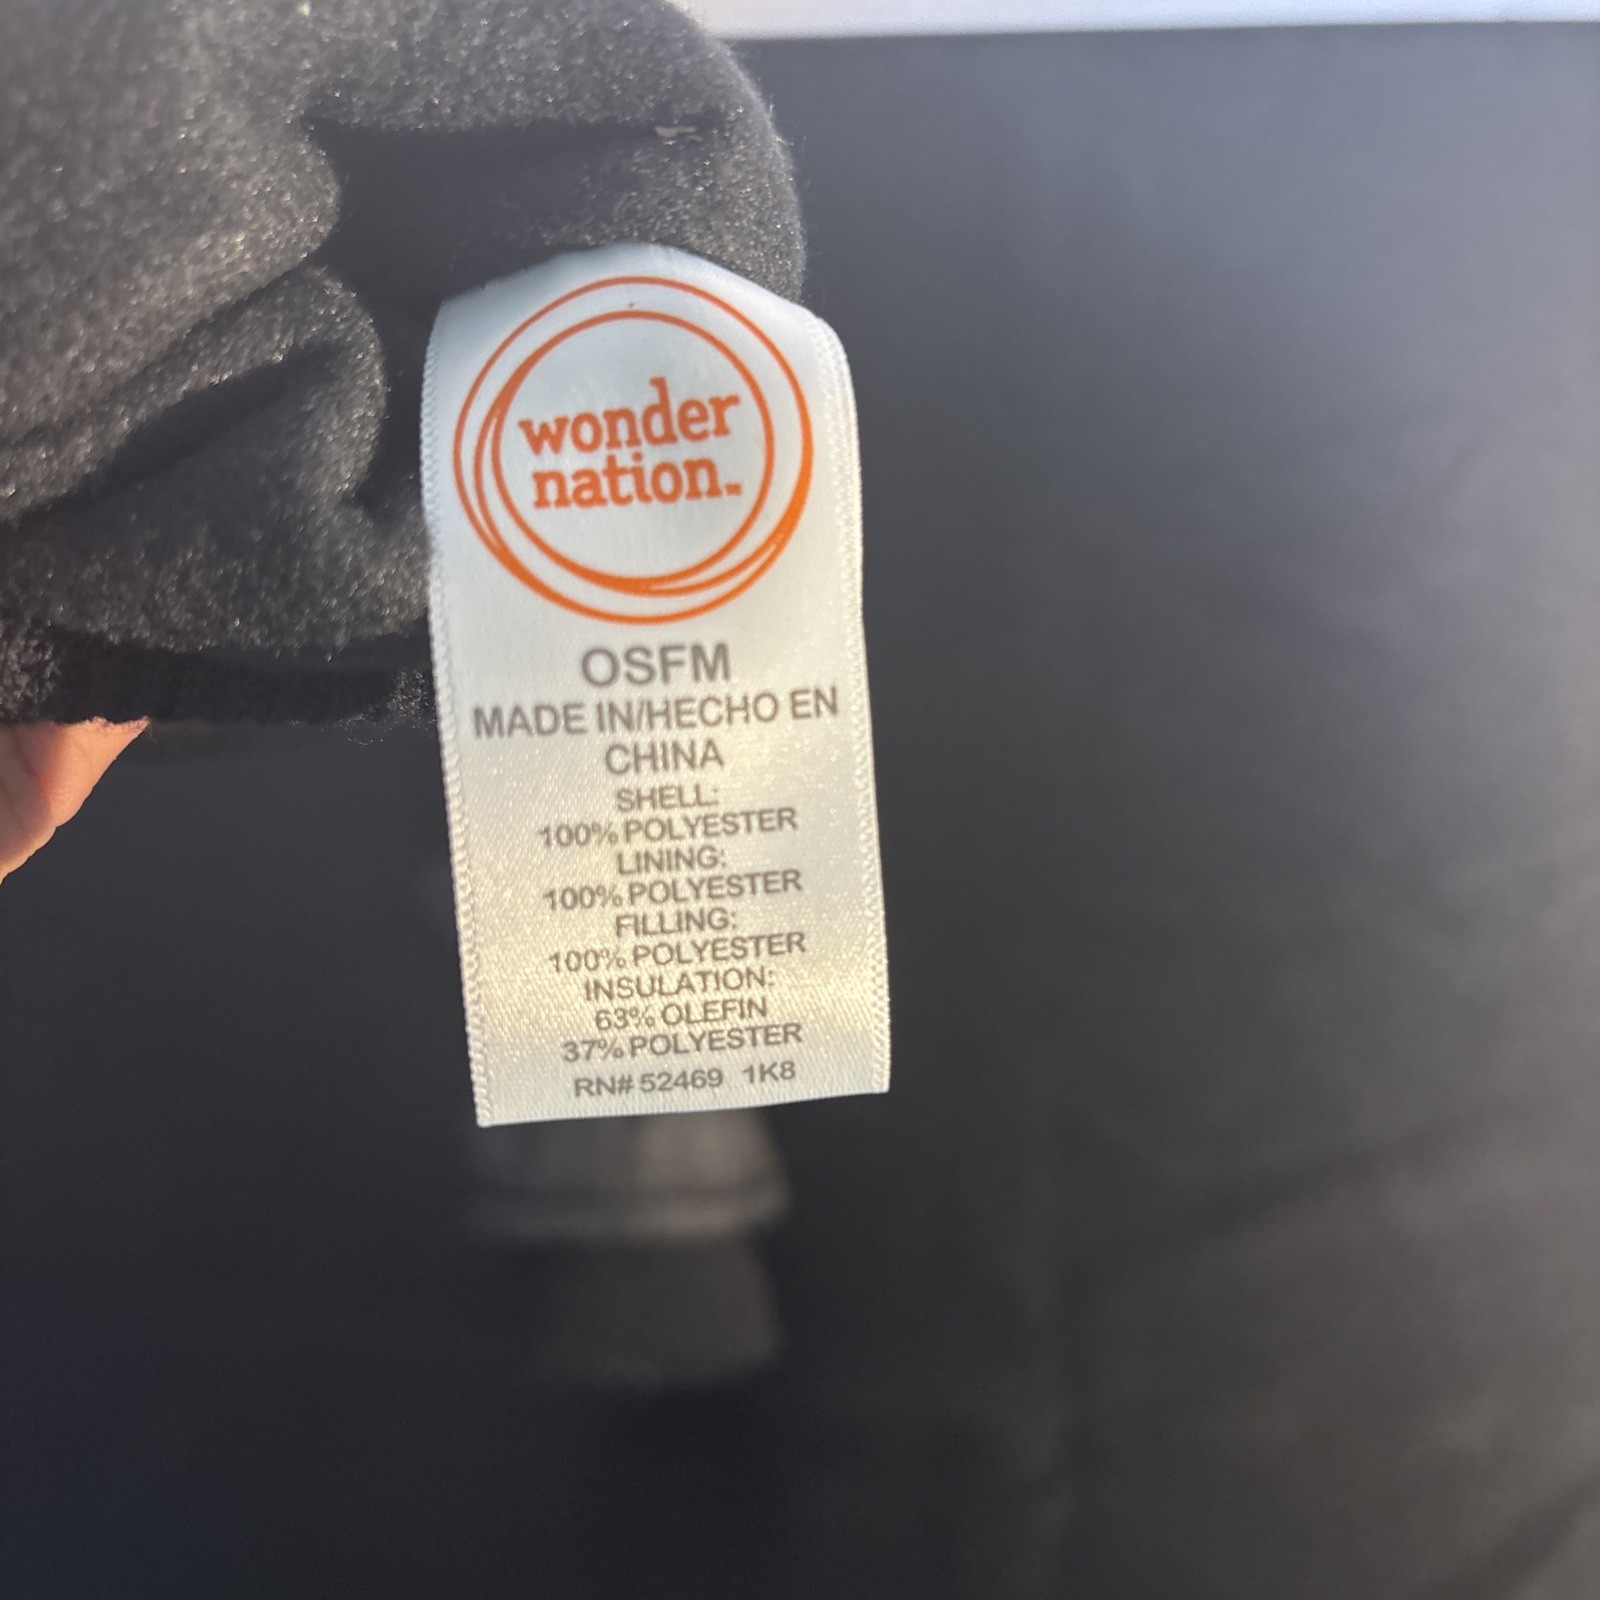 wonder
nation.™
OSFM
MADE IN/HECHO EN
CHINA
SHELL:
100% POLYESTER
LINING:
100% POLYESTER
FILLING:
100% POLYESTER
INSULATION:
63% OLEFIN
37% POLYESTER
RN# 52469 1K8